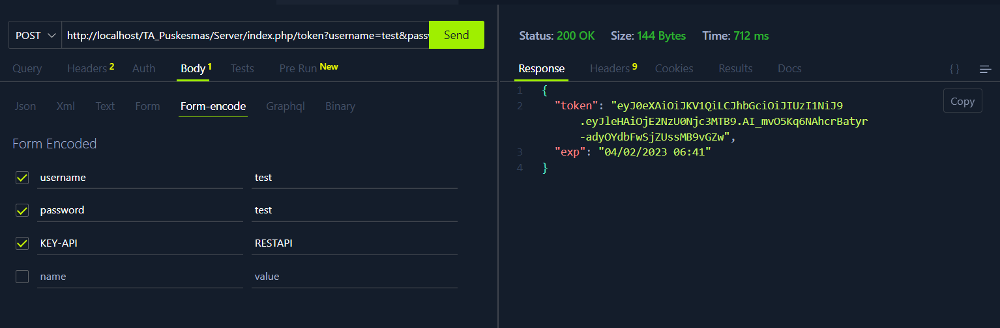 POST
http://localhost/TA_Puskesmas/Server/index.php/token?username=test&pass
Send
Query
Headers 2
Auth
Body 1
Tests
Pre Run New
Json
Xml
Text
Form
Form-encode
Graphql
Binary
Form Encoded
username
test
password
test
KEY-API
RESTAPI
name
value
Status: 200 OK
Size: 144 Bytes
Time: 712 ms
Response
Headers 9
Cookies
Results
Docs
{ }
Copy
1 {
2 "token": "eyJ0eXAiOiJKV1QiLCJhbGciOiJIUzI1NiJ9
.eyJleHAiOjE2NzU0Njc3MTB9.AI_mvO5Kq6NAhcrBatyr
-adyOYdbFwSjZUssMB9vGZw",
3 "exp": "04/02/2023 06:41"
4 }